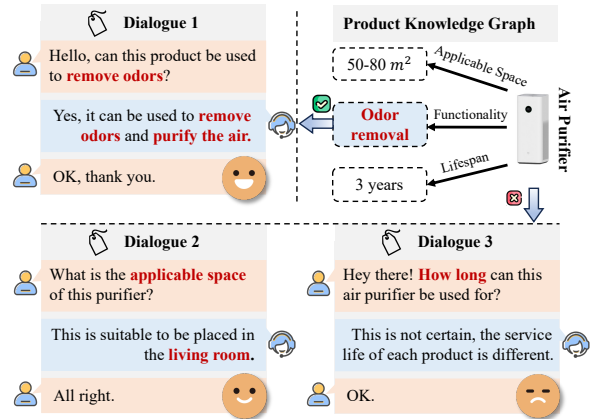 Dialogue 1
Hello, can this product be used
to remove odors?
Yes, it can be used to remove
odors and purify the air.
OK, thank you.
Product Knowledge Graph
50-80 m²
Applicable Space
Odor
removal
Functionality
3 years
Lifespan
Air Purifier
Dialogue 2
What is the applicable space
of this purifier?
This is suitable to be placed in
the living room.
All right.
Dialogue 3
Hey there! How long can this
air purifier be used for?
This is not certain, the service
life of each product is different.
OK.